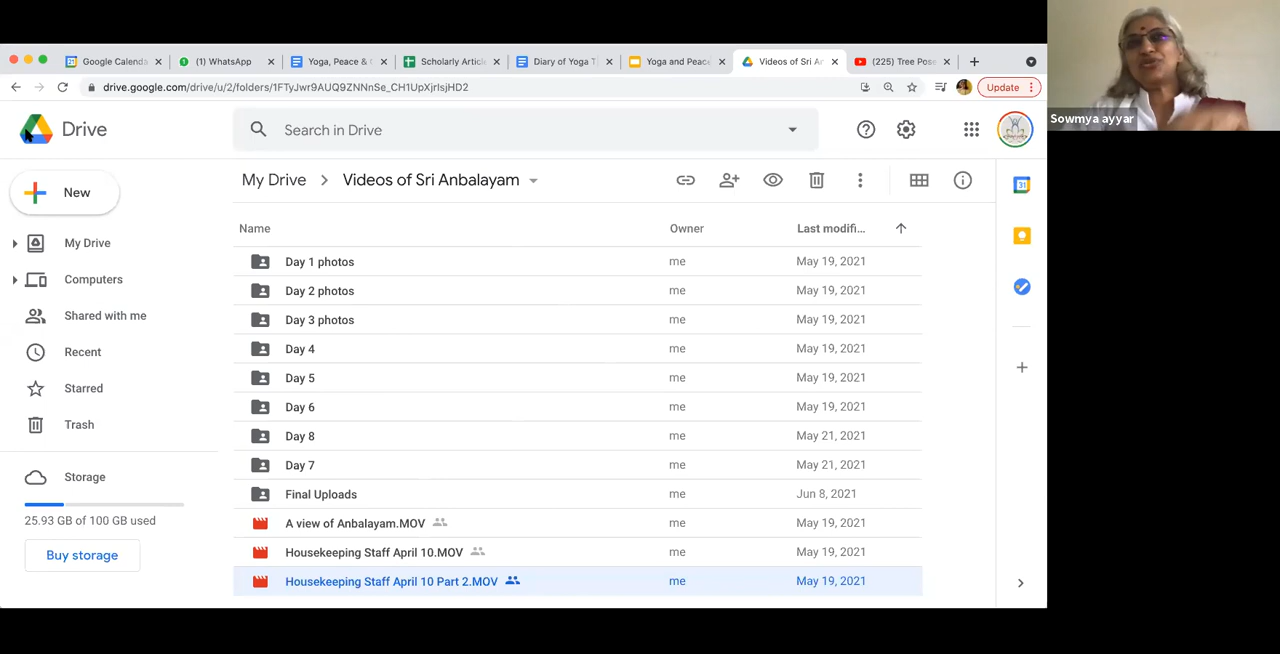 Google Calenda
(1) WhatsApp
Yoga, Peace & 
Scholarly Article
Diary of Yoga T
Yoga and Peace
Videos of Sri An
(225) Tree Pose
drive.google.com/drive/u/2/folders/1FTyJwr9AUQ9ZNNnSe_CH1UpXjrIsjHD2
Update
Sowmya ayyar
Drive
Search in Drive
New
My Drive > Videos of Sri Anbalayam
My Drive
Computers
Shared with me
Recent
Starred
Trash
Storage
25.93 GB of 100 GB used
Buy storage
Name Owner Last modifi...
Day 1 photos me May 19, 2021
Day 2 photos me May 19, 2021
Day 3 photos me May 19, 2021
Day 4 me May 19, 2021
Day 5 me May 19, 2021
Day 6 me May 19, 2021
Day 8 me May 21, 2021
Day 7 me May 21, 2021
Final Uploads me Jun 8, 2021
A view of Anbalayam.MOV me May 19, 2021
Housekeeping Staff April 10.MOV me May 19, 2021
Housekeeping Staff April 10 Part 2.MOV me May 19, 2021
31